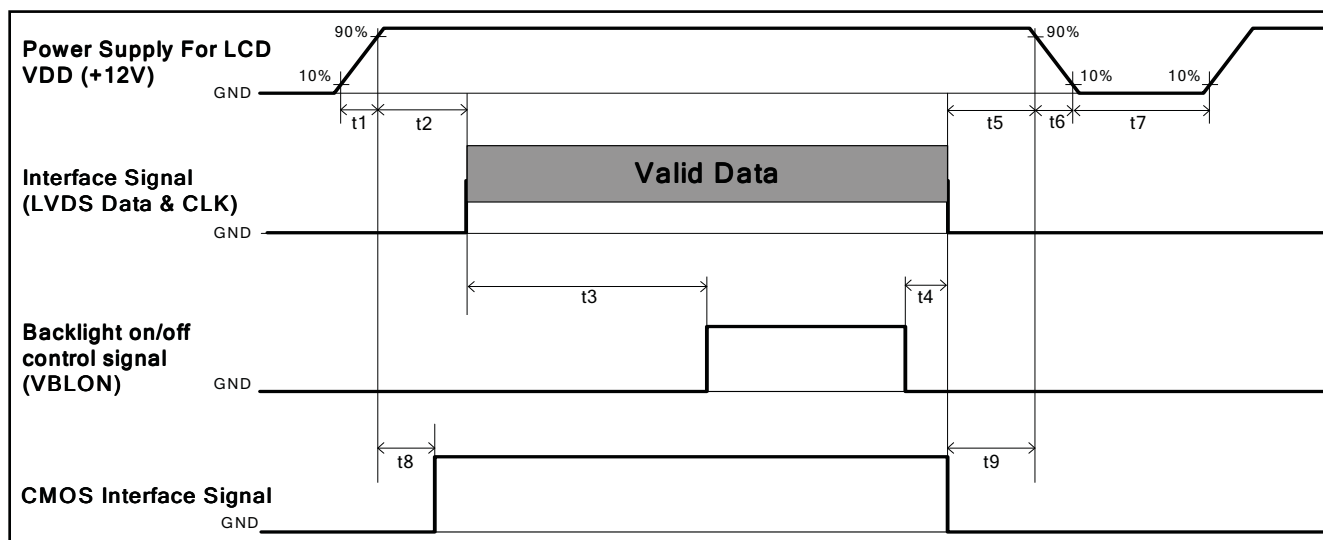 Power Supply For LCD
VDD (+12V)
90%
10%
GND
90%
10%
10%
t1
t2
t5
t6
t7
Interface Signal
(LVDS Data & CLK)
Valid Data
GND
t3
t4
Backlight on/off
control signal
(VBLON)
GND
t8
t9
CMOS Interface Signal
GND